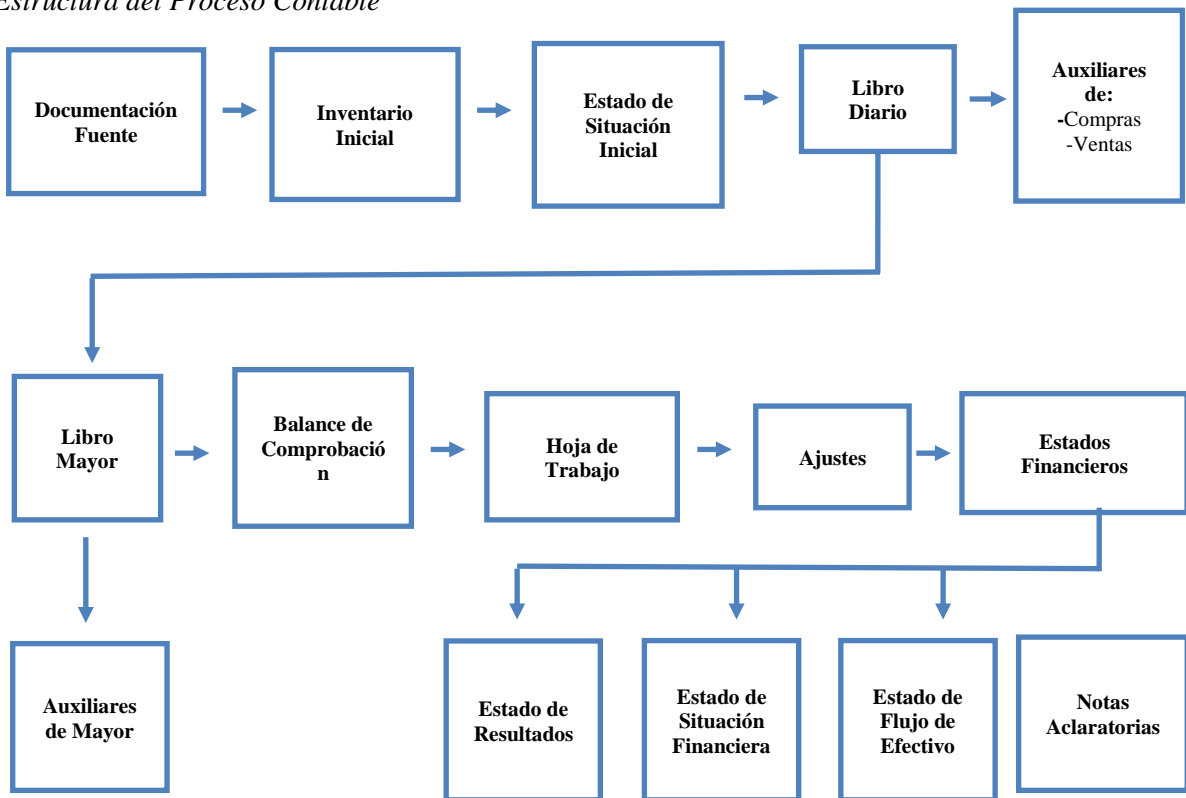 Estructura del Proceso Contable
Documentación
Fuente
Inventario
Inicial
Estado de
Situación
Inicial
Libro
Diario
Auxiliares
de:
-Compras
-Ventas
Libro
Mayor
Balance de
Comprobació
n
Hoja de
Trabajo
Ajustes
Estados
Financieros
Auxiliares
de Mayor
Estado de
Resultados
Estado de
Situación
Financiera
Estado de
Flujo de
Efectivo
Notas
Aclaratorias